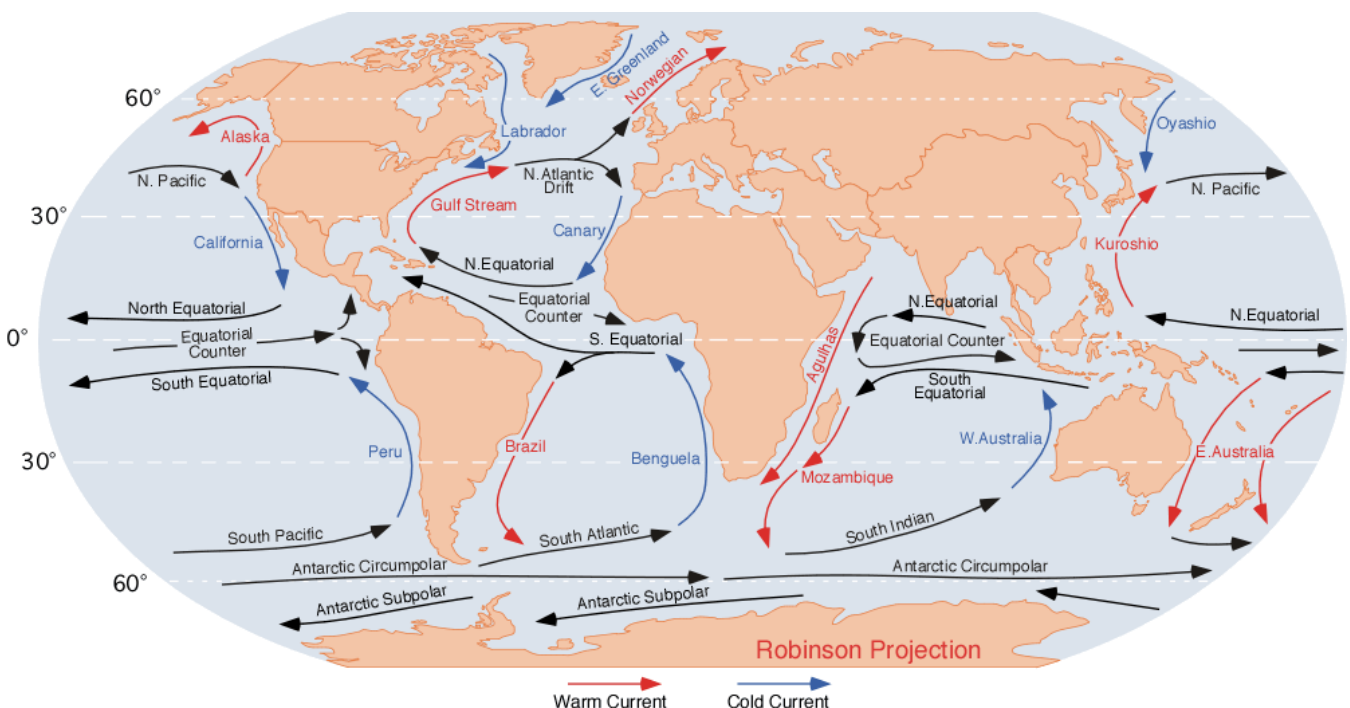 E. Greenland
Norwegian
60°
Alaska
Labrador
Oyashio
N. Pacific
N.Atlantic
Drift
N. Pacific
30°
Gulf Stream
California
Canary
Kuroshio
N.Equatorial
North Equatorial
Equatorial
Counter
N.Equatorial
N.Equatorial
0°
Equatorial
Counter
S. Equatorial
Equatorial Counter
Agulhas
South Equatorial
South
Equatorial
Peru
Brazil
Benguela
W.Australia
E.Australia
30°
Mozambique
South Pacific
South Atlantic
South Indian
Antarctic Circumpolar
Antarctic Circumpolar
60°
Antarctic Subpolar
Antarctic Subpolar
Robinson Projection
Warm Current
Cold Current